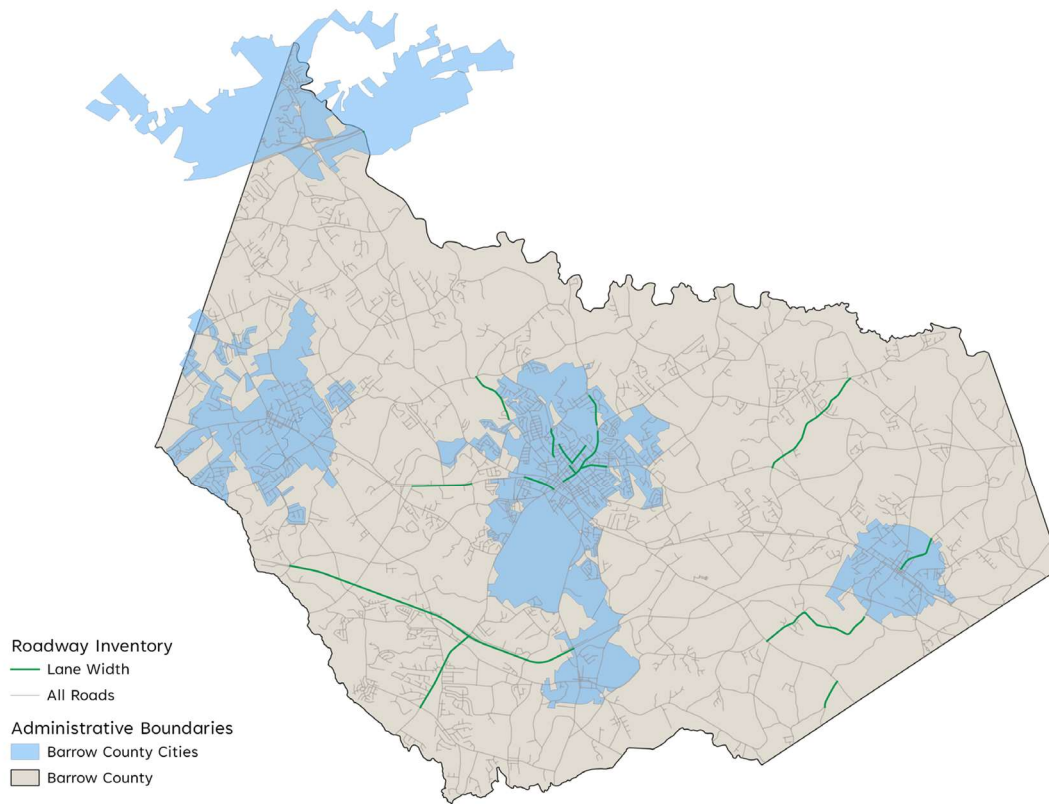 Roadway Inventory
Lane Width
All Roads
Administrative Boundaries
Barrow County Cities
Barrow County